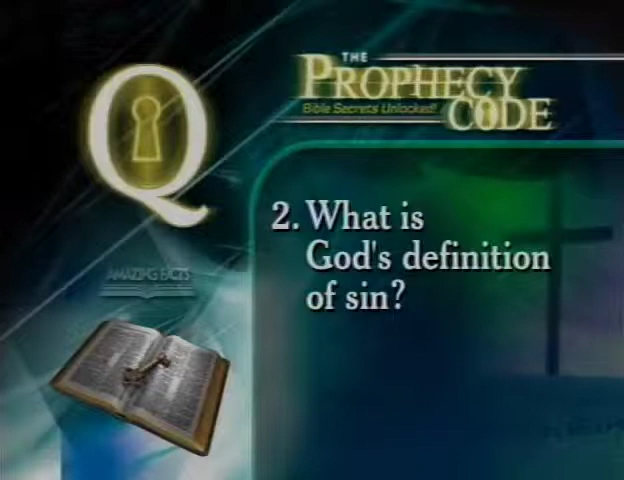 THE
PROPHECY
Bible Secrets Unlocked!
CODE
Q
2. What is
God's definition
of sin?
AMAZING FACTS